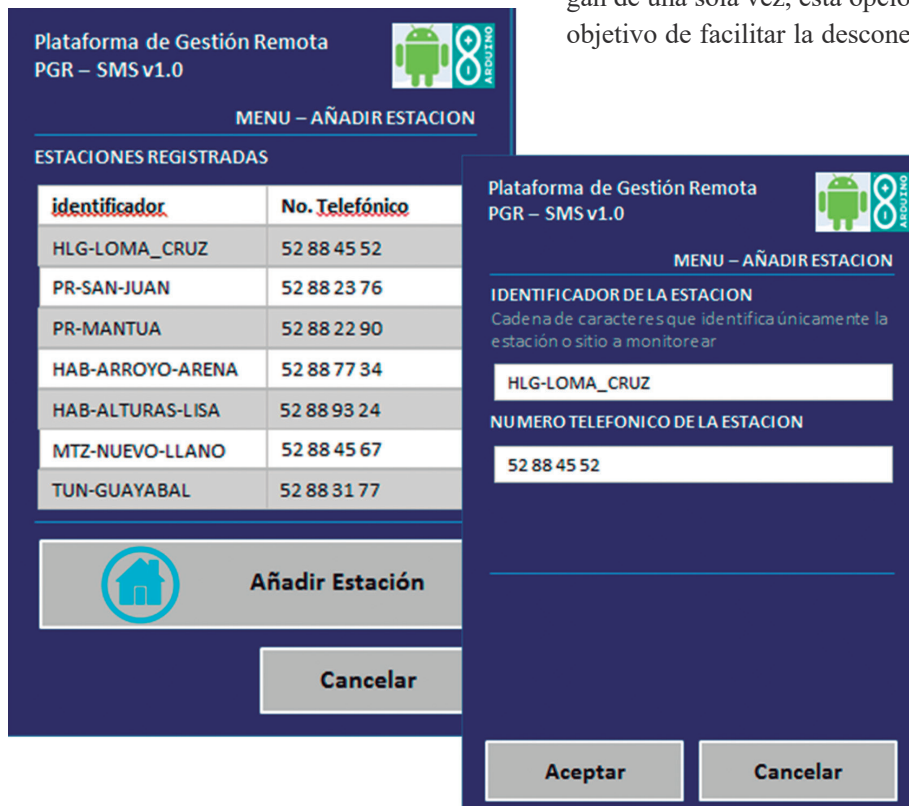 gan de una sola vez, esta opció
objetivo de facilitar la descone
Plataforma de Gestión Remota
PGR – SMS v1.0
ARDUINO
MENU – AÑADIR ESTACION
ESTACIONES REGISTRADAS
identificador No. Telefónico
HLG-LOMA_CRUZ 52 88 45 52
PR-SAN-JUAN 52 88 23 76
PR-MANTUA 52 88 22 90
HAB-ARROYO-ARENA 52 88 77 34
HAB-ALTURAS-LISA 52 88 93 24
MTZ-NUEVO-LLANO 52 88 45 67
TUN-GUAYABAL 52 88 31 77
Añadir Estación
Cancelar
Plataforma de Gestión Remota
PGR – SMS v1.0
ARDUINO
MENU – AÑADIR ESTACION
IDENTIFICADOR DE LA ESTACION
Cadena de caracteres que identifica únicamente la
estación o sitio a monitorear
HLG-LOMA_CRUZ
NUMERO TELEFONICO DE LA ESTACION
52 88 45 52
Aceptar Cancelar